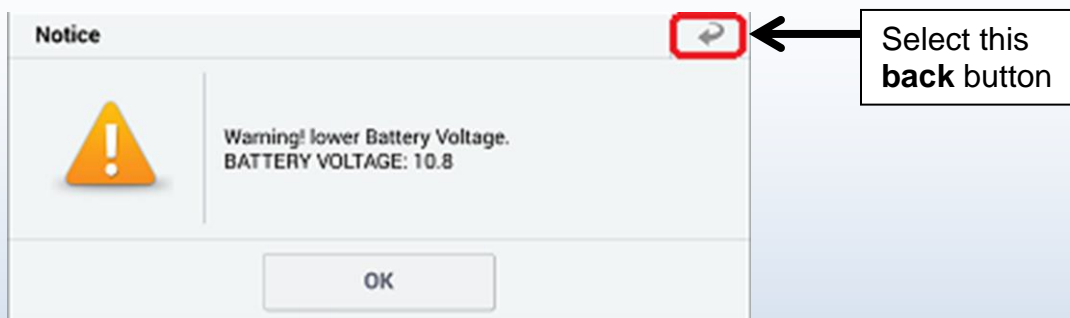 Notice
Select this
back button
Warning! lower Battery Voltage.
BATTERY VOLTAGE: 10.8
OK